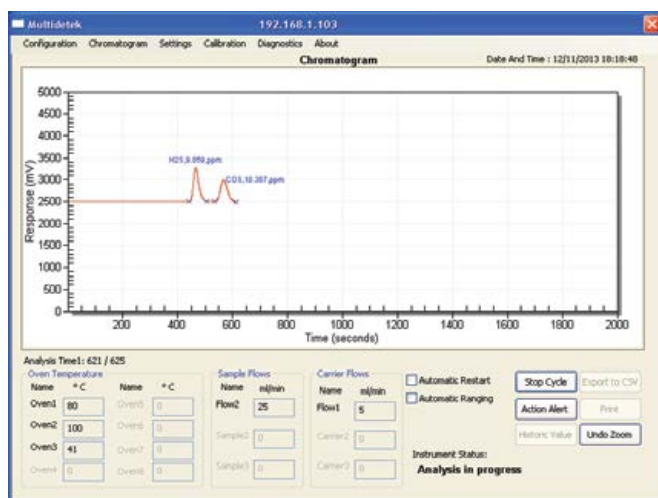 Multidetek 192.168.1.103
Configuration Chromatogram Settings Calibration Diagnostics About
Chromatogram Date And Time : 12/11/2013 18:18:48
5000
4500
4000
3500
3000
2500
2000
1500
1000
500
0
Response (mV)
H2S,9.859,ppm
COS,10.307,ppm
200 400 600 800 1000 1200 1400 1600 1800 2000
Time (seconds)
Analysis Time1: 621 / 625
Oven Temperature
Name °C Name °C
Oven1 80 Oven5 0
Oven2 100 Oven6 0
Oven3 41 Oven7 0
Oven4 0 Oven8 0
Sample Flows
Name ml/min
Flow2 25
Sample2 0
Sample3 0
Carrier Flows
Name ml/min
Flow1 5
Carrier2 0
Carrier3 0
Automatic Restart
Automatic Ranging
Stop Cycle Export to CSV
Action Alert Print
Historic Value Undo Zoom
Instrument Status:
Analysis in progress